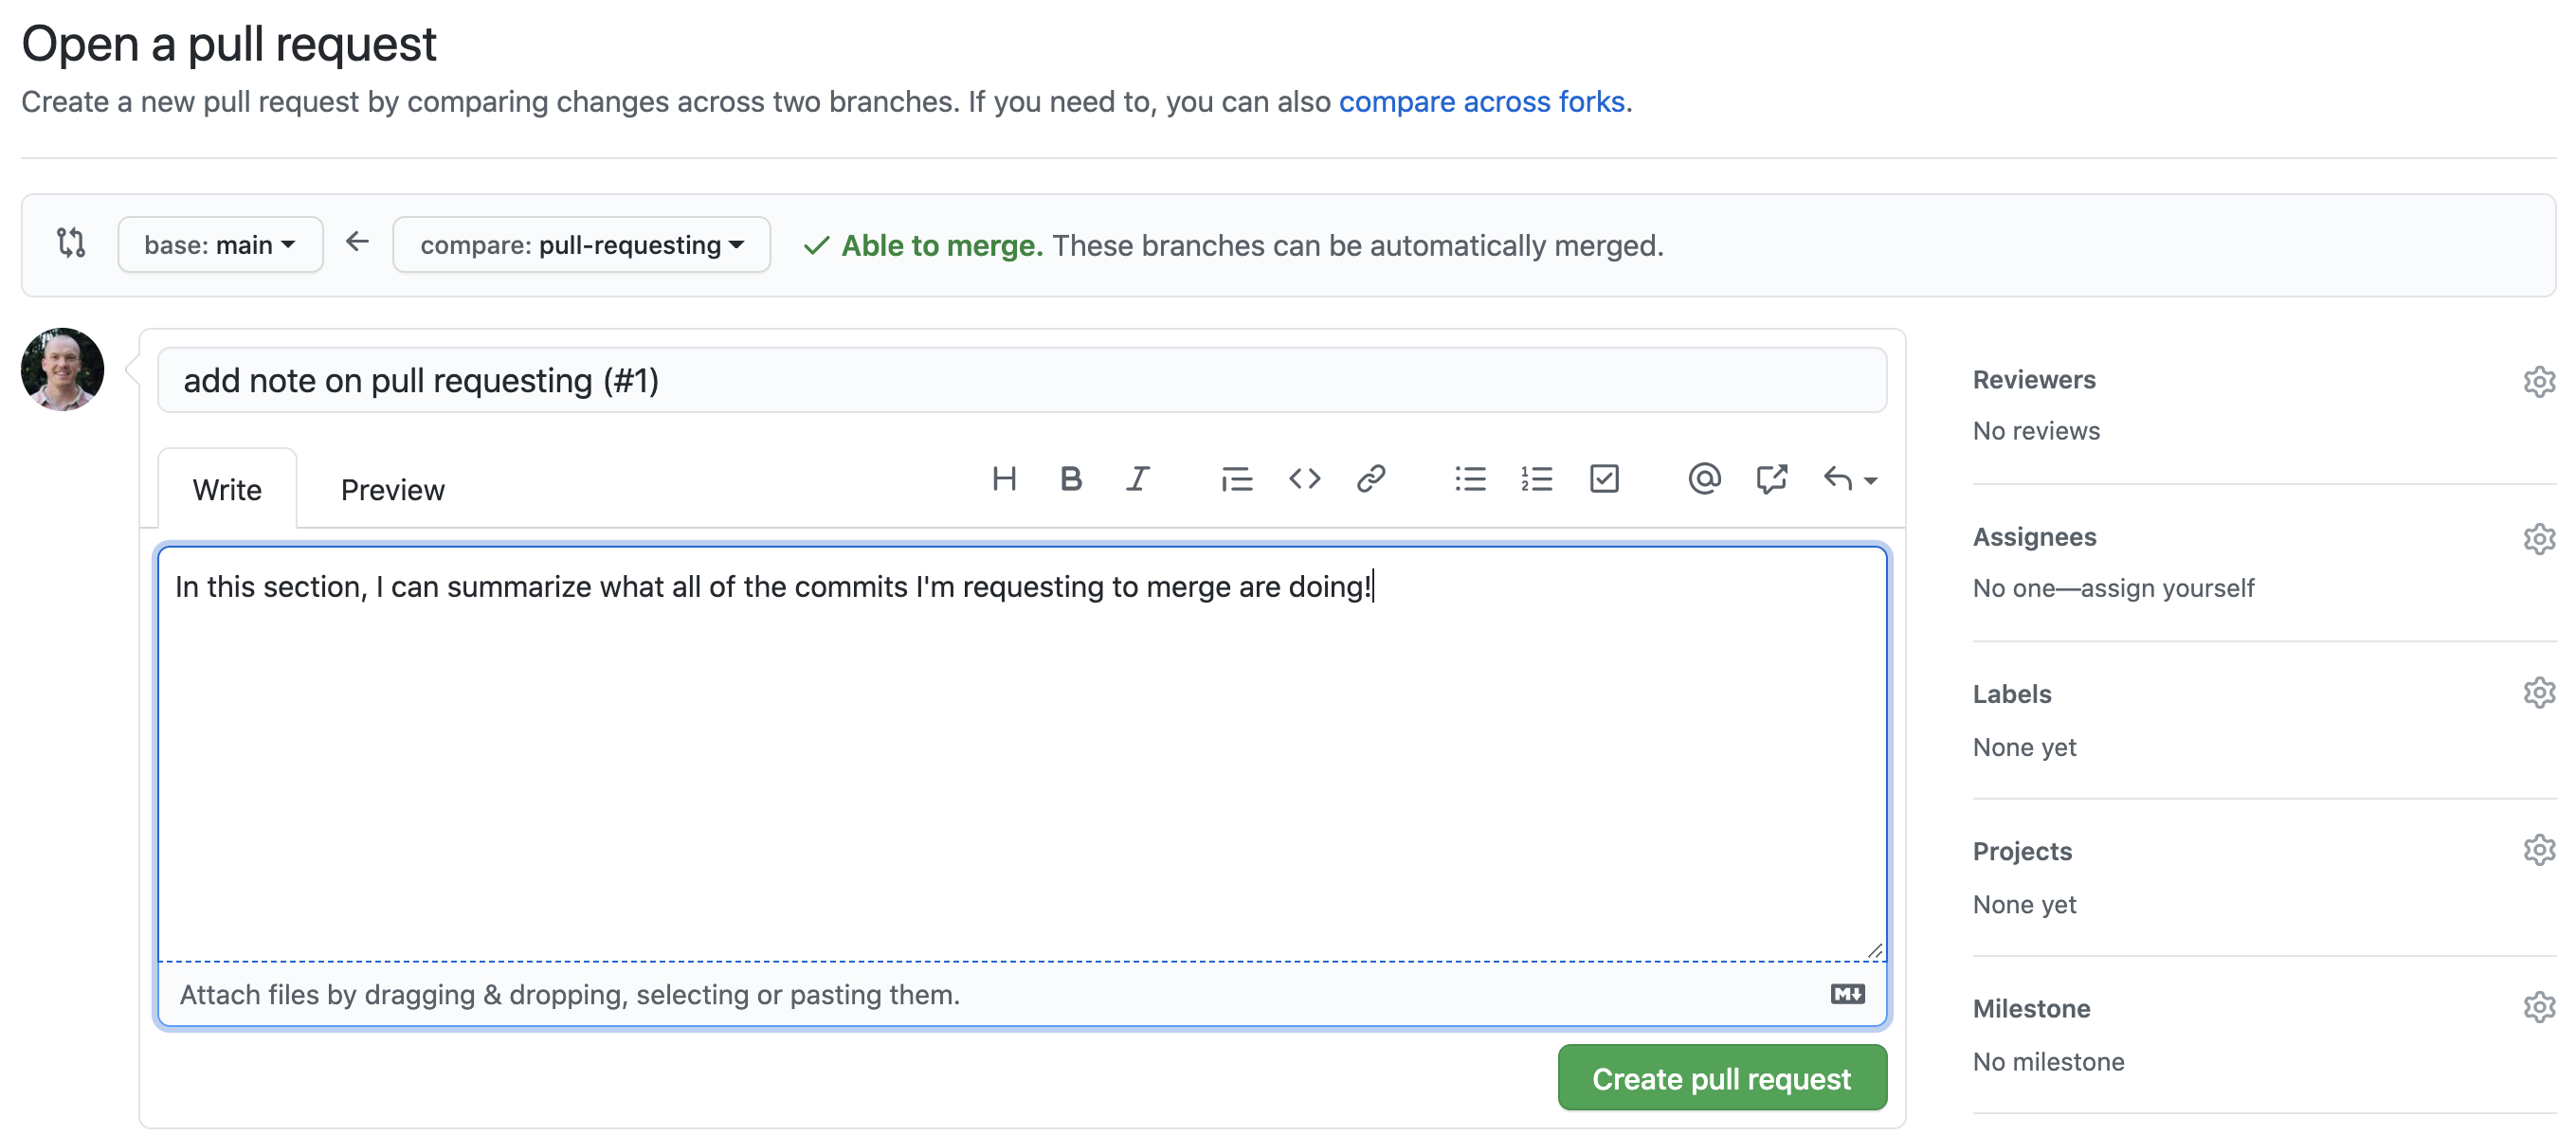 Open a pull request
Create a new pull request by comparing changes across two branches. If you need to, you can also compare across forks.
base: main
compare: pull-requesting
Able to merge. These branches can be automatically merged.
add note on pull requesting (#1)
Write
Preview
In this section, I can summarize what all of the commits I'm requesting to merge are doing!
Attach files by dragging & dropping, selecting or pasting them.
Create pull request
Reviewers
No reviews
Assignees
No one—assign yourself
Labels
None yet
Projects
None yet
Milestone
No milestone